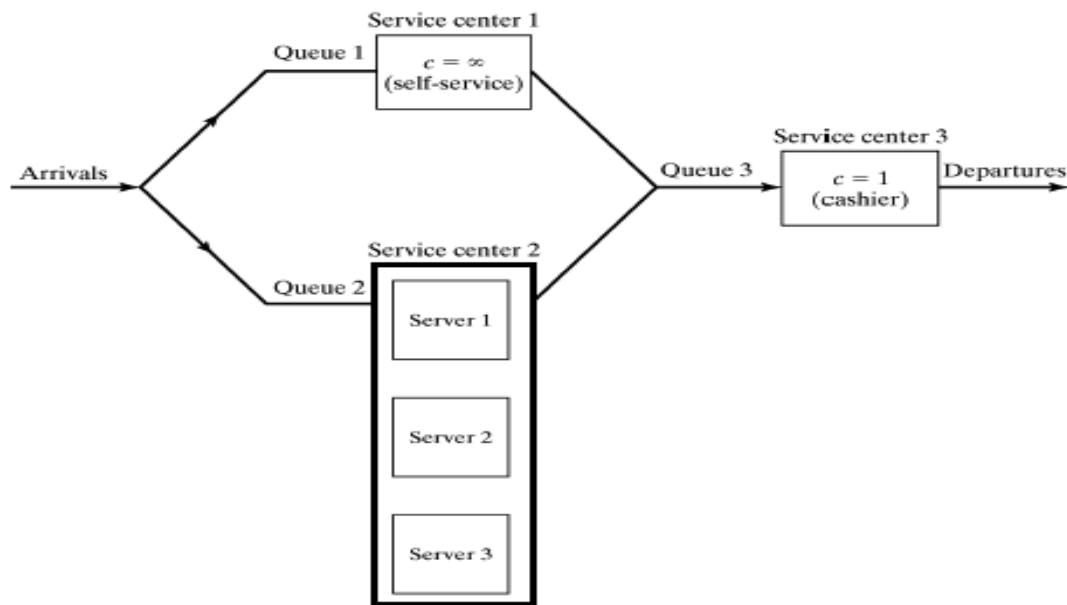 Service center 1
Queue 1
c = ∞
(self-service)
Arrivals
Service center 3
Queue 3
c = 1
(cashier)
Departures
Service center 2
Queue 2
Server 1
Server 2
Server 3